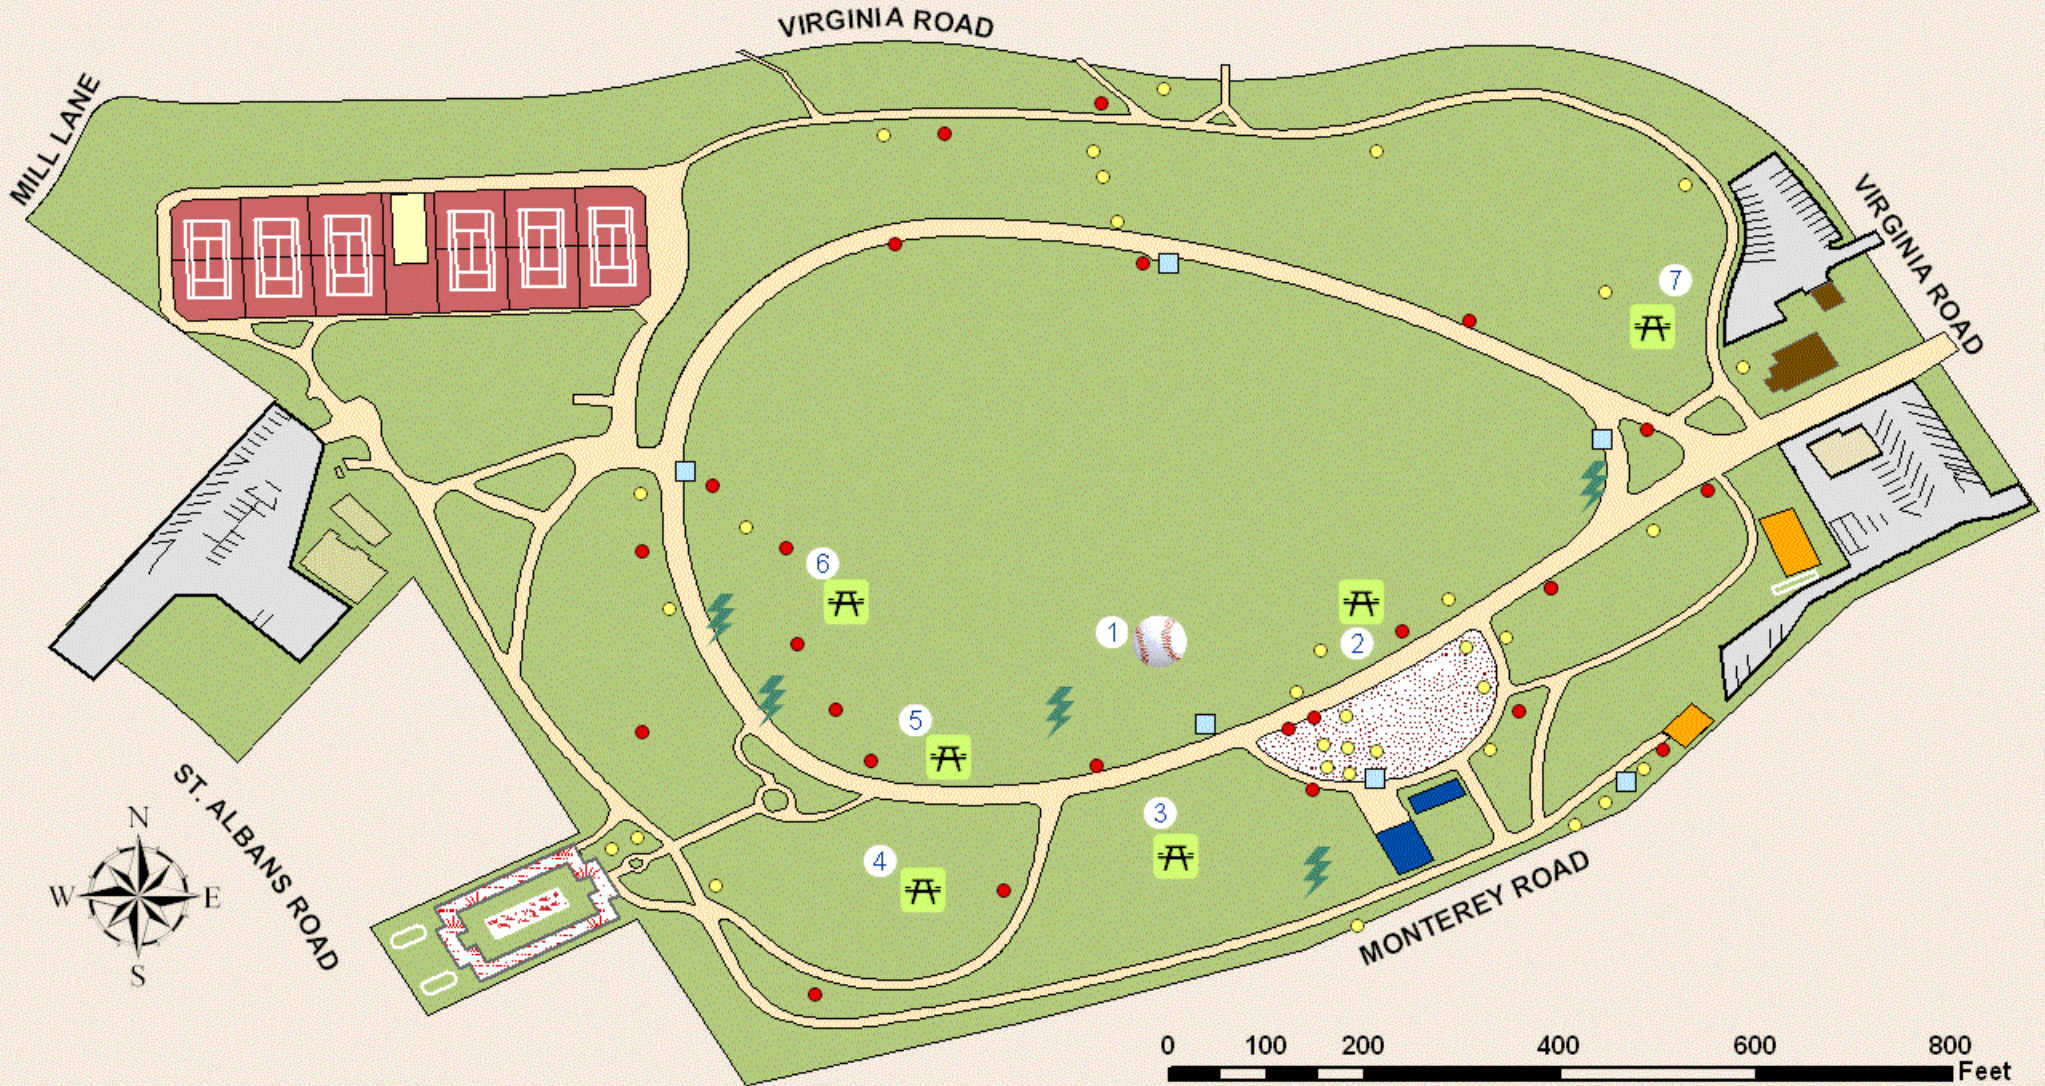 VIRGINIA ROAD
MILL LANE
VIRGINIA ROAD
7
6
1
2
5
3
4
ST. ALBANS ROAD
MONTEREY ROAD
N
W E
S
0 100 200 400 600 800
Feet